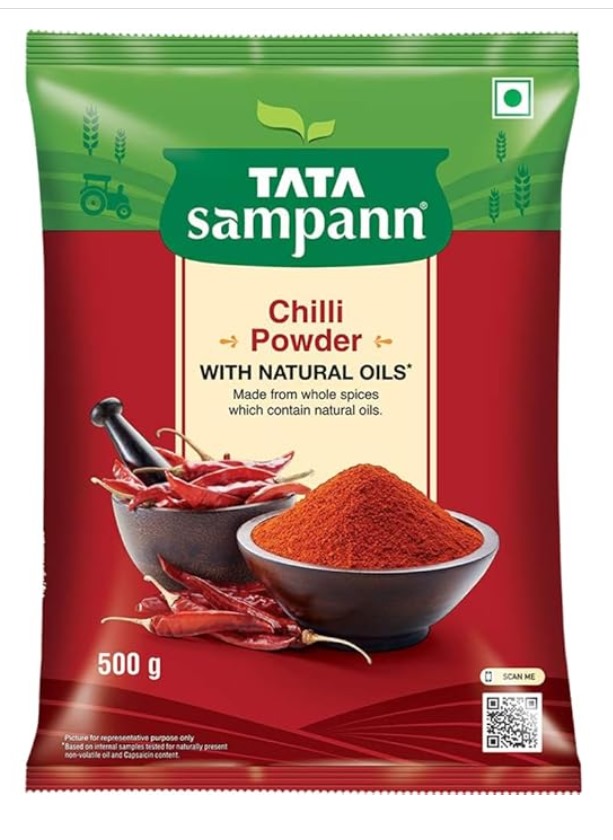 TATA
sampann®
Chilli
Powder
WITH NATURAL OILS*
Made from whole spices
which contain natural oils.
500 g
SCAN ME
Picture for representative purpose only
*Based on internal samples tested for naturally present
non-volatile oil and Capsaicin content.